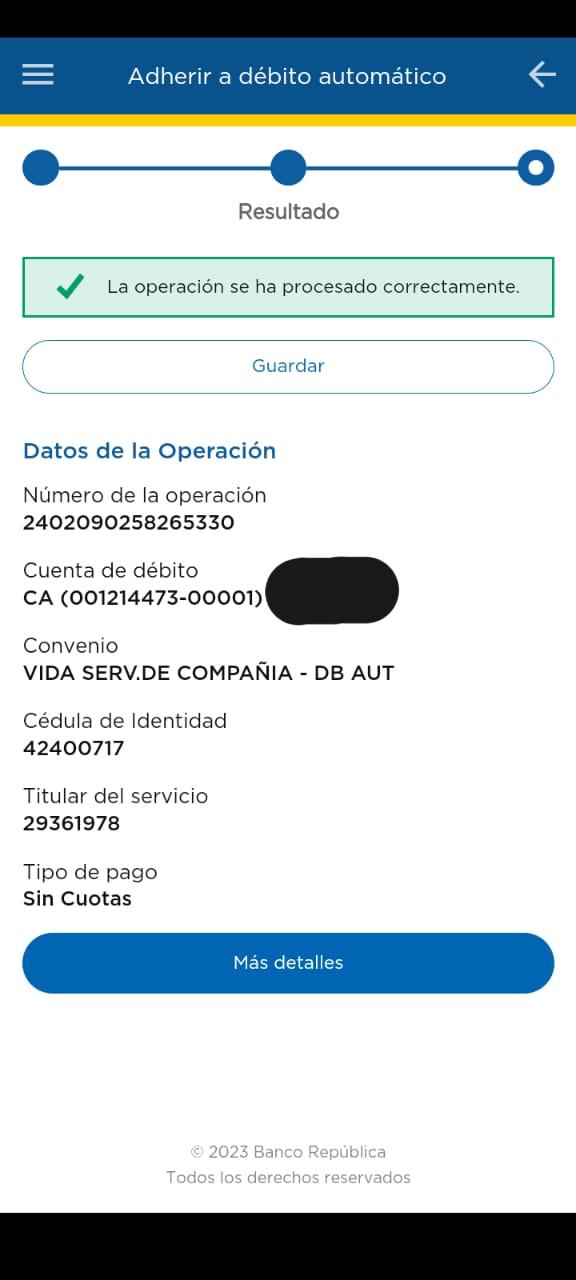 Adherir a débito automático
Resultado
La operación se ha procesado correctamente.
Guardar
Datos de la Operación
Número de la operación
2402090258265330
Cuenta de débito
CA (001214473-00001)
Convenio
VIDA SERV.DE COMPAÑIA - DB AUT
Cédula de Identidad
42400717
Titular del servicio
29361978
Tipo de pago
Sin Cuotas
Más detalles
© 2023 Banco República
Todos los derechos reservados